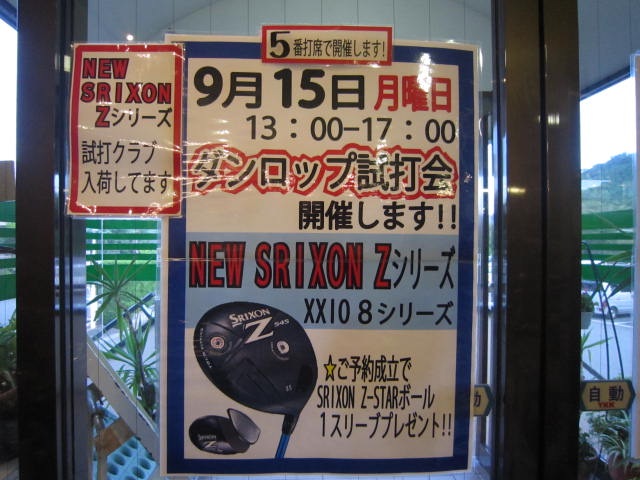 5番打席で開催します!
NEW
SRIXON
Zシリーズ
試打クラブ
入荷してます
9月15日 月曜日
13：00-17：00
ダンロップ試打会
開催します!!
NEW SRIXON Zシリーズ
XXIO 8シリーズ
SRIXON
Z 545
SRIXON
☆ご予約成立で
SRIXON Z-STARボール
1スリーブプレゼント!!
動
自動
YKK